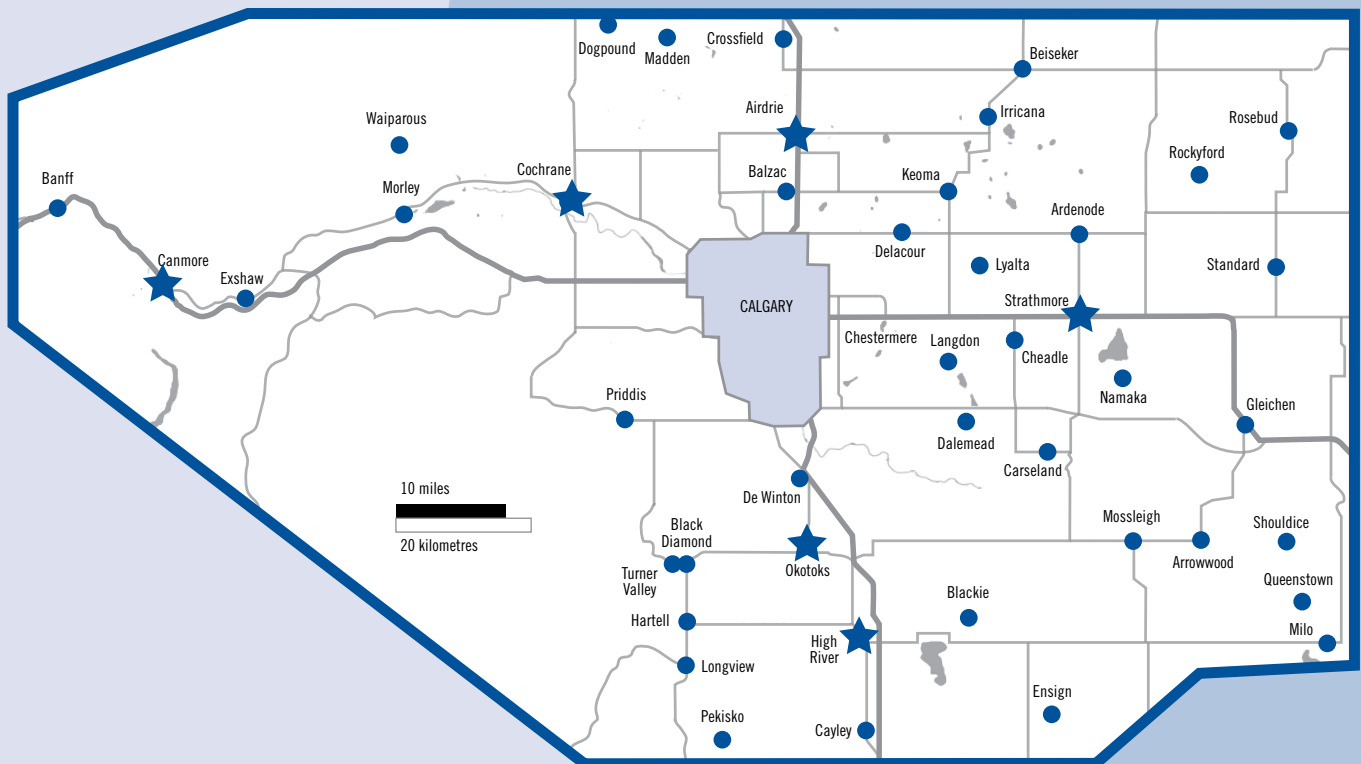 Dogpound
Madden
Crossfield
Beiseker
Airdrie
Irricana
Rosebud
Waiparous
Rockyford
Cochrane
Balzac
Keoma
Banff
Morley
Ardenode
Delacour
Canmore
Exshaw
Lyalta
Standard
CALGARY
Strathmore
Chestermere
Langdon
Cheadle
Priddis
Namaka
Gleichen
Dalemead
Carseland
10 miles
20 kilometres
De Winton
Black
Diamond
Mossleigh
Shouldice
Turner
Valley
Okotoks
Arrowwood
Queenstown
Blackie
Hartell
High
River
Milo
Longview
Ensign
Pekisko
Cayley